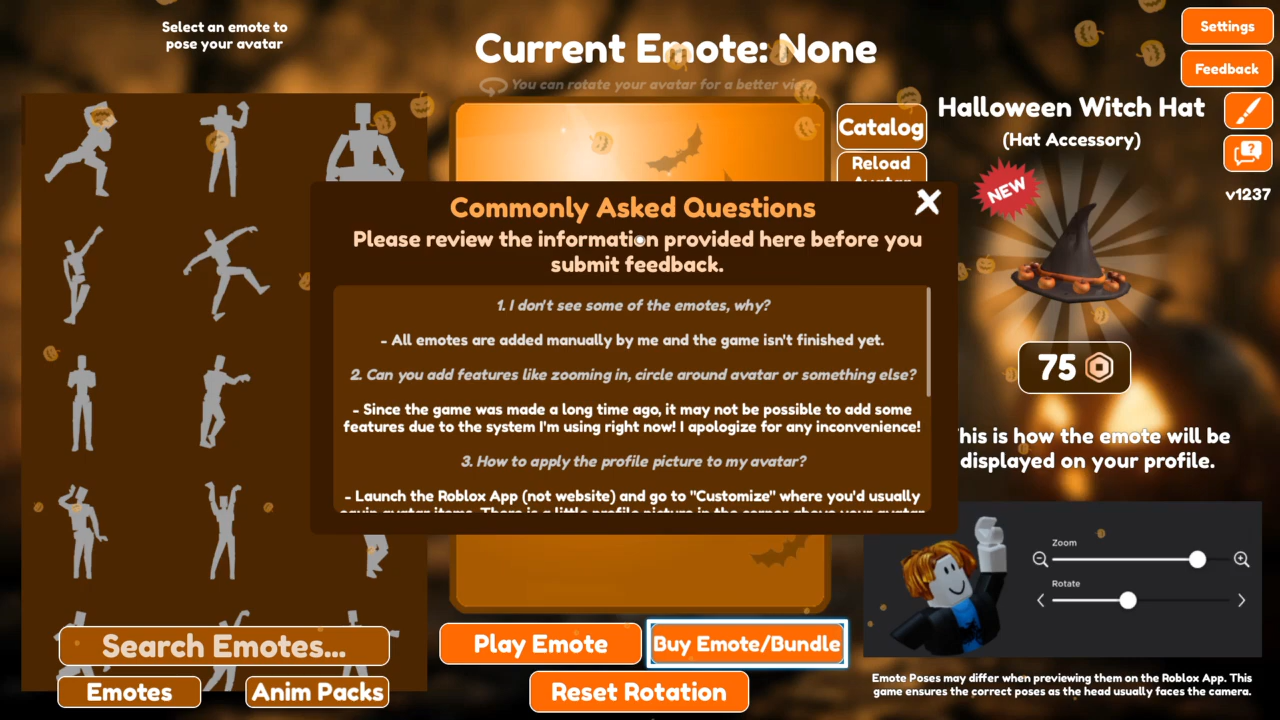 Select an emote to
pose your avatar
Current Emote: None
You can rotate your avatar for a better
Settings
Feedback
Catalog
Reload
Halloween Witch Hat
(Hat Accessory)
NEW
v1237
Commonly Asked Questions
Please review the information provided here before you
submit feedback.
1. I don't see some of the emotes, why?
- All emotes are added manually by me and the game isn't finished yet.
2. Can you add features like zooming in, circle around avatar or something else?
- Since the game was made a long time ago, it may not be possible to add some
features due to the system I'm using right now! I apologize for any inconvenience!
3. How to apply the profile picture to my avatar?
- Launch the Roblox App (not website) and go to "Customize" where you'd usually
75
This is how the emote will be
displayed on your profile.
Zoom
Rotate
Search Emotes...
Emotes
Anim Packs
Play Emote
Buy Emote/Bundle
Reset Rotation
Emote Poses may differ when previewing them on the Roblox App. This
game ensures the correct poses as the head usually faces the camera.